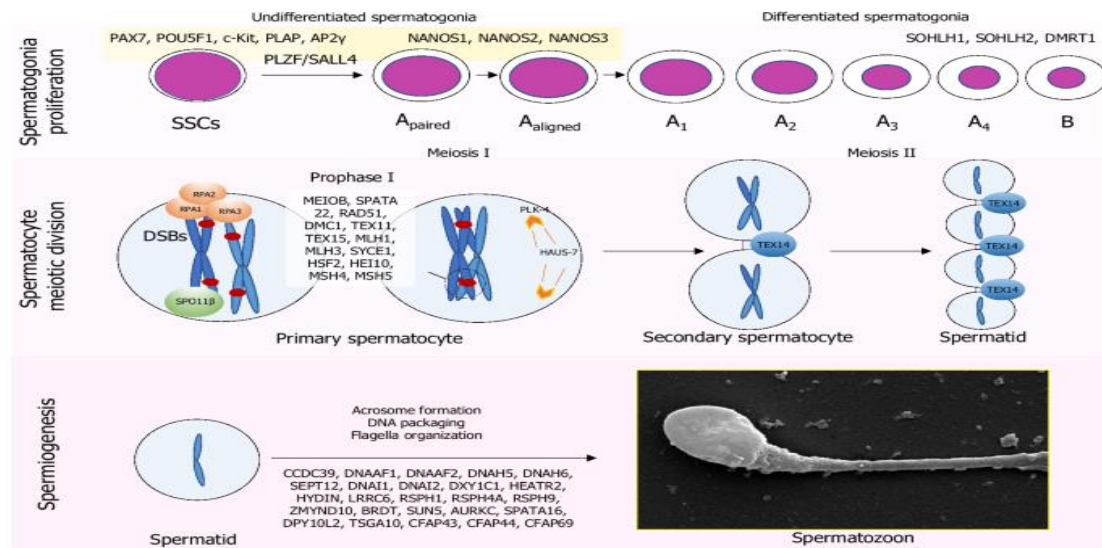 Undifferentiated spermatogonia
Differentiated spermatogonia
PAX7, POU5F1, c-Kit, PLAP, AP2γ
NANOS1, NANOS2, NANOS3
SOHLH1, SOHLH2, DMRT1
PLZF/SALL4
Spermatogonia
proliferation
SSCs
Apaired
Aaligned
A1
A2
A3
A4
B
Meiosis I
Meiosis II
Spermatocyte
meiotic division
Prophase I
RPA2
RPA1
RPA3
DSBs
SPO11β
MEIOB, SPATA
22, RAD51,
DMC1, TEX11,
TEX15, MLH1,
MLH3, SYCE1,
HSF2, HEI10,
MSH4, MSH5
PLK-4
HAUS-7
TEX14
TEX14
TEX14
TEX14
Primary spermatocyte
Secondary spermatocyte
Spermatid
Spermiogenesis
Acrosome formation
DNA packaging
Flagella organization
CCDC39, DNAAF1, DNAAF2, DNAH5, DNAH6,
SEPT12, DNAI1, DNAI2, DXY1C1, HEATR2,
HYDIN, LRRC6, RSPH1, RSPH4A, RSPH9,
ZMYND10, BRDT, SUN5, AURKC, SPATA16,
DPY10L2, TSGA10, CFAP43, CFAP44, CFAP69
Spermatid
Spermatozoon